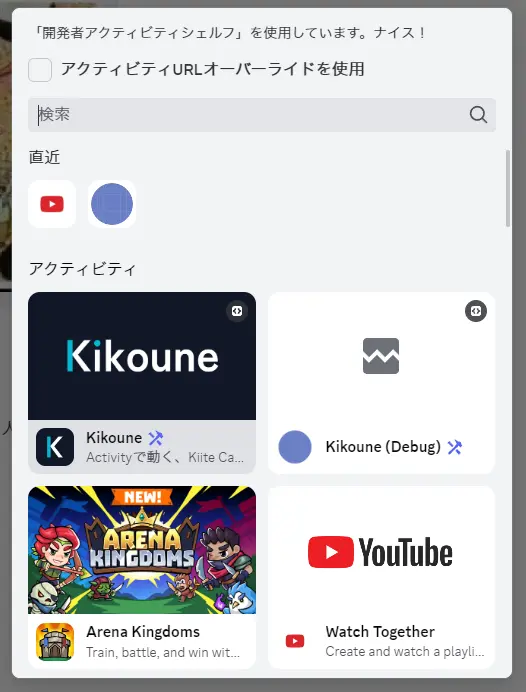 「開発者アクティビティシェルフ」を使用しています。ナイス！
アクティビティURLオーバーライドを使用
検索
直近
アクティビティ
Kikoune
Kikoune
K
Activityで動く、Kiite Ca...
Kikoune (Debug)
NEW!
ARENA
KINGDOMS
YouTube
Arena Kingdoms
Train, battle, and win wit...
Watch Together
Create and watch a playli...